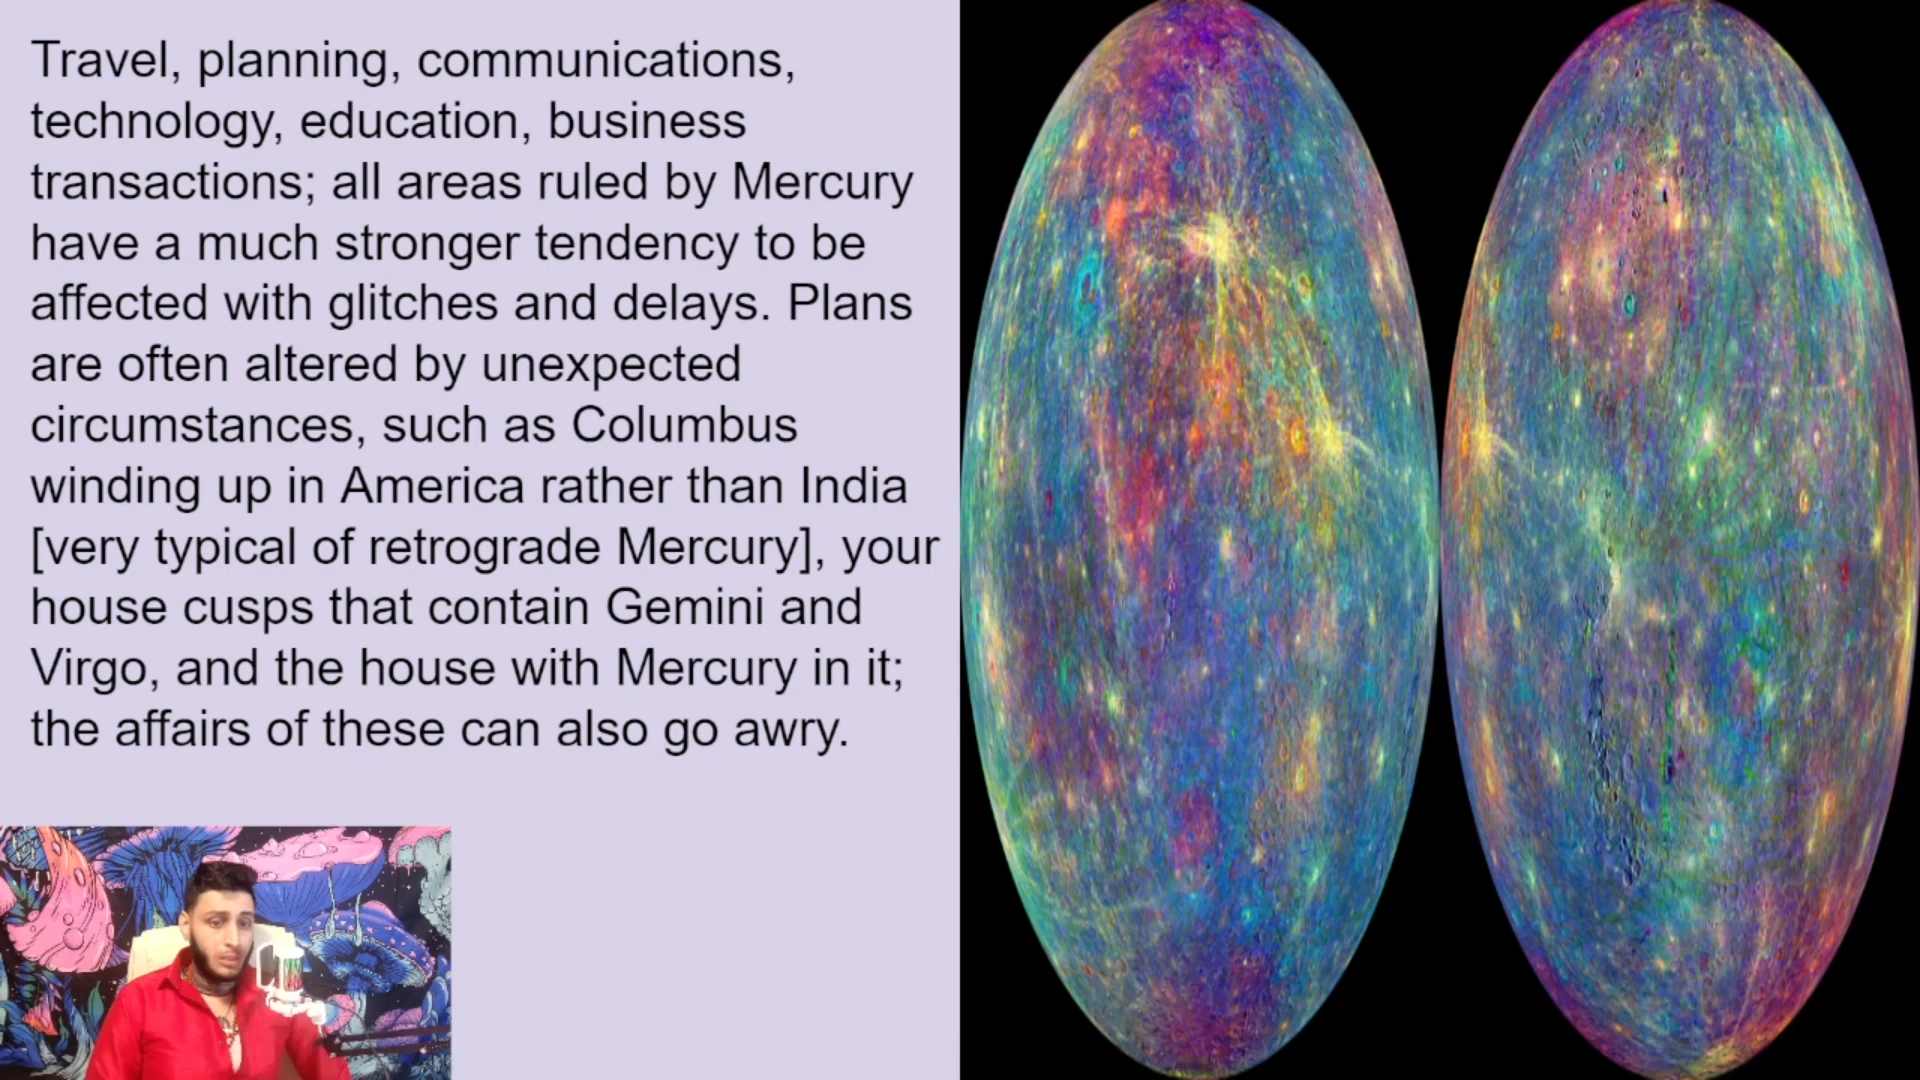 Travel, planning, communications,
technology, education, business
transactions; all areas ruled by Mercury
have a much stronger tendency to be
affected with glitches and delays. Plans
are often altered by unexpected
circumstances, such as Columbus
winding up in America rather than India
[very typical of retrograde Mercury], your
house cusps that contain Gemini and
Virgo, and the house with Mercury in it;
the affairs of these can also go awry.